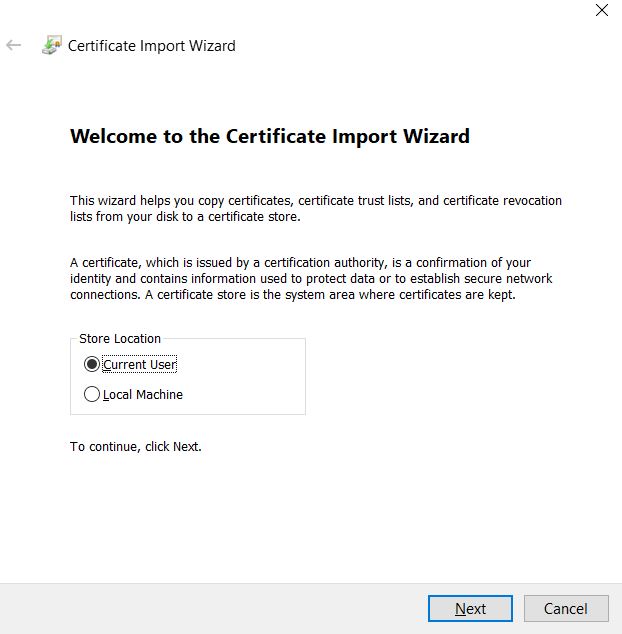 Certificate Import Wizard
Welcome to the Certificate Import Wizard
This wizard helps you copy certificates, certificate trust lists, and certificate revocation
lists from your disk to a certificate store.
A certificate, which is issued by a certification authority, is a confirmation of your
identity and contains information used to protect data or to establish secure network
connections. A certificate store is the system area where certificates are kept.
Store Location
Current User
Local Machine
To continue, click Next.
Next
Cancel